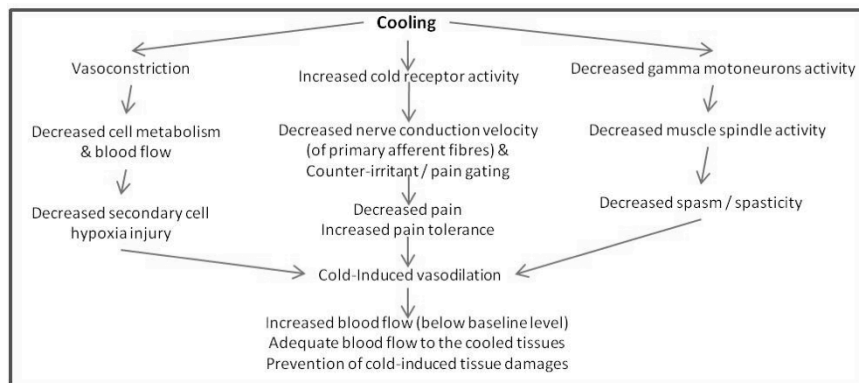 Cooling
Vasoconstriction
Increased cold receptor activity
Decreased gamma motoneurons activity
Decreased cell metabolism
& blood flow
Decreased nerve conduction velocity
(of primary afferent fibres) &
Counter-irritant / pain gating
Decreased muscle spindle activity
Decreased secondary cell
hypoxia injury
Decreased pain
Increased pain tolerance
Decreased spasm / spasticity
Cold-Induced vasodilation
Increased blood flow (below baseline level)
Adequate blood flow to the cooled tissues
Prevention of cold-induced tissue damages